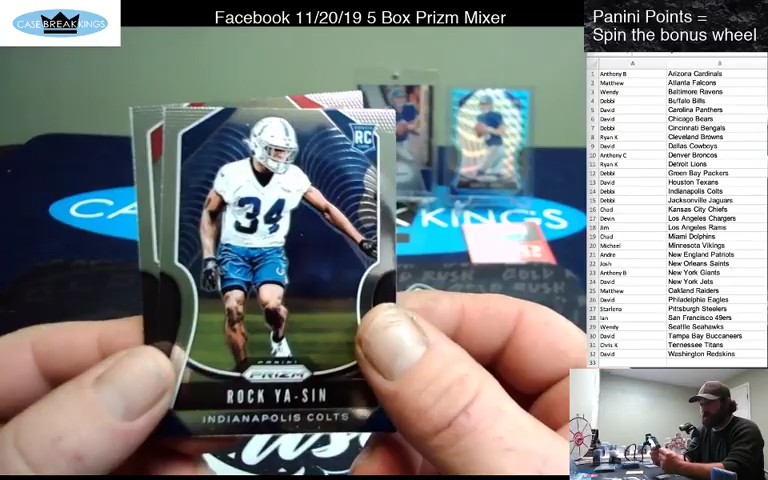 CASE BREAK KINGS
Facebook 11/20/19 5 Box Prizm Mixer
Panini Points =
Spin the bonus wheel
A B
1 Anthony B Arizona Cardinals
2 Matthew Atlanta Falcons
3 Wendy Baltimore Ravens
4 Debbi Buffalo Bills
5 David Carolina Panthers
6 David Chicago Bears
7 Debbi Cincinnati Bengals
8 Ryan K Cleveland Browns
9 David Dallas Cowboys
10 Anthony C Denver Broncos
11 Ryan K Detroit Lions
12 Debbi Green Bay Packers
13 David Houston Texans
14 Debbi Indianapolis Colts
15 Debbi Jacksonville Jaguars
16 Chad Kansas City Chiefs
17 Devin Los Angeles Chargers
18 Jim Los Angeles Rams
19 Chad Miami Dolphins
20 Michael Minnesota Vikings
21 Andre New England Patriots
22 Josh New Orleans Saints
23 Anthony B New York Giants
24 David New York Jets
25 Matthew Oakland Raiders
26 David Philadelphia Eagles
27 Pittsburgh Steelers
28 Ian San Francisco 49ers
29 Wendy Seattle Seahawks
30 David Tampa Bay Buccaneers
31 Chris K Tennessee Titans
32 David Washington Redskins
33
RC
34
PANINI
PRIZM
ROCK YA-SIN
INDIANAPOLIS COLTS
CA
KINGS